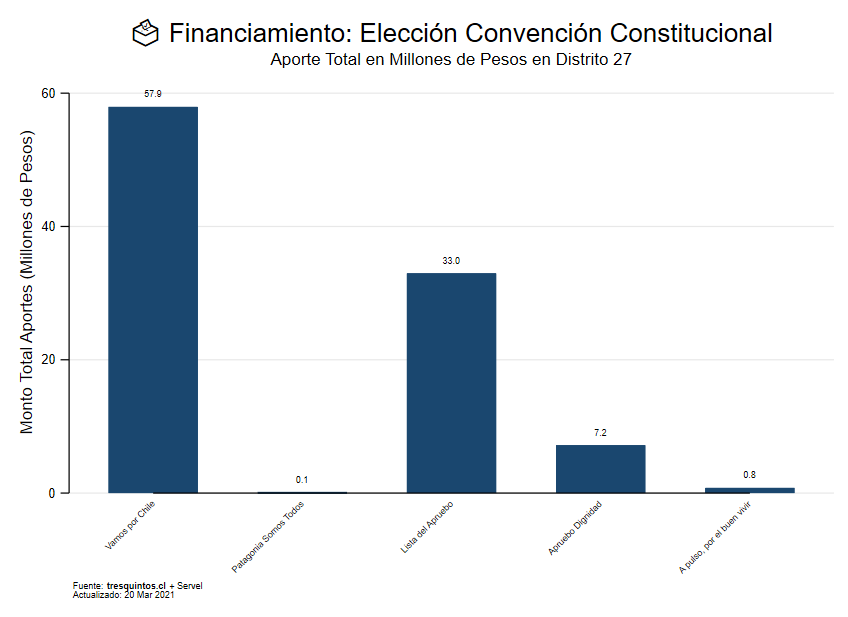 🗳 Financiamiento: Elección Convención Constitucional
Aporte Total en Millones de Pesos en Distrito 27
Monto Total Aportes (Millones de Pesos)
60
40
20
0
57.9
0.1
33.0
7.2
0.8
Vamos por Chile
Patagonia Somos Todos
Lista del Apruebo
Apruebo Dignidad
A pulso, por el buen vivir
Fuente: tresquintos.cl + Servel
Actualizado: 20 Mar 2021